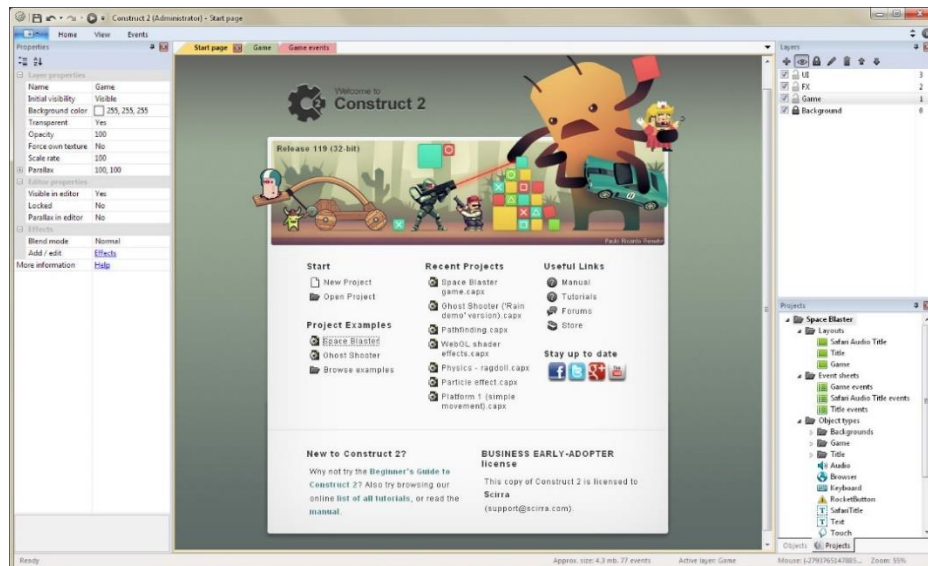 Construct 2 (Administrator) - Start page
Home View Events
Properties
Layer properties
Name Game
Initial visibility Visible
Background color 255, 255, 255
Transparent Yes
Opacity 100
Force own texture No
Scale rate 100
Parallax 100, 100
Editor properties
Visible in editor Yes
Locked No
Parallax in editor No
Effects
Blend mode Normal
Add / edit Effects
More information Help
Start page Game Game events
Welcome to
Construct 2
Release 119 (32-bit)
Start
New Project
Open Project
Project Examples
Space Blaster
Ghost Shooter
Browse examples
Recent Projects
Space Blaster
game.capx
Ghost Shooter ('Rain
demo' version).capx
Pathfinding.capx
WebGL shader
effects.capx
Physics - ragdoll.capx
Particle effect.capx
Platform 1 (simple
movement).capx
Useful Links
Manual
Tutorials
Forums
Store
Stay up to date
New to Construct 2?
Why not try the Beginner's Guide to
Construct 2? Also try browsing our
online list of all tutorials, or read the
manual.
BUSINESS EARLY-ADOPTER
license
This copy of Construct 2 is licensed to
Scirra
(support@scirra.com).
Layers
UI 3
FX 2
Game 1
Background 0
Projects
Space Blaster
Layouts
Safari Audio Title
Title
Game
Event sheets
Game events
Safari Audio Title events
Title events
Object types
Backgrounds
Game
Title
Audio
Browser
Keyboard
RocketButton
SafariTitle
Text
Touch
Objects Projects
Ready
Approx. size: 4.3 mb, 77 events
Active layer: Game
Mouse:
Zoom: 55%